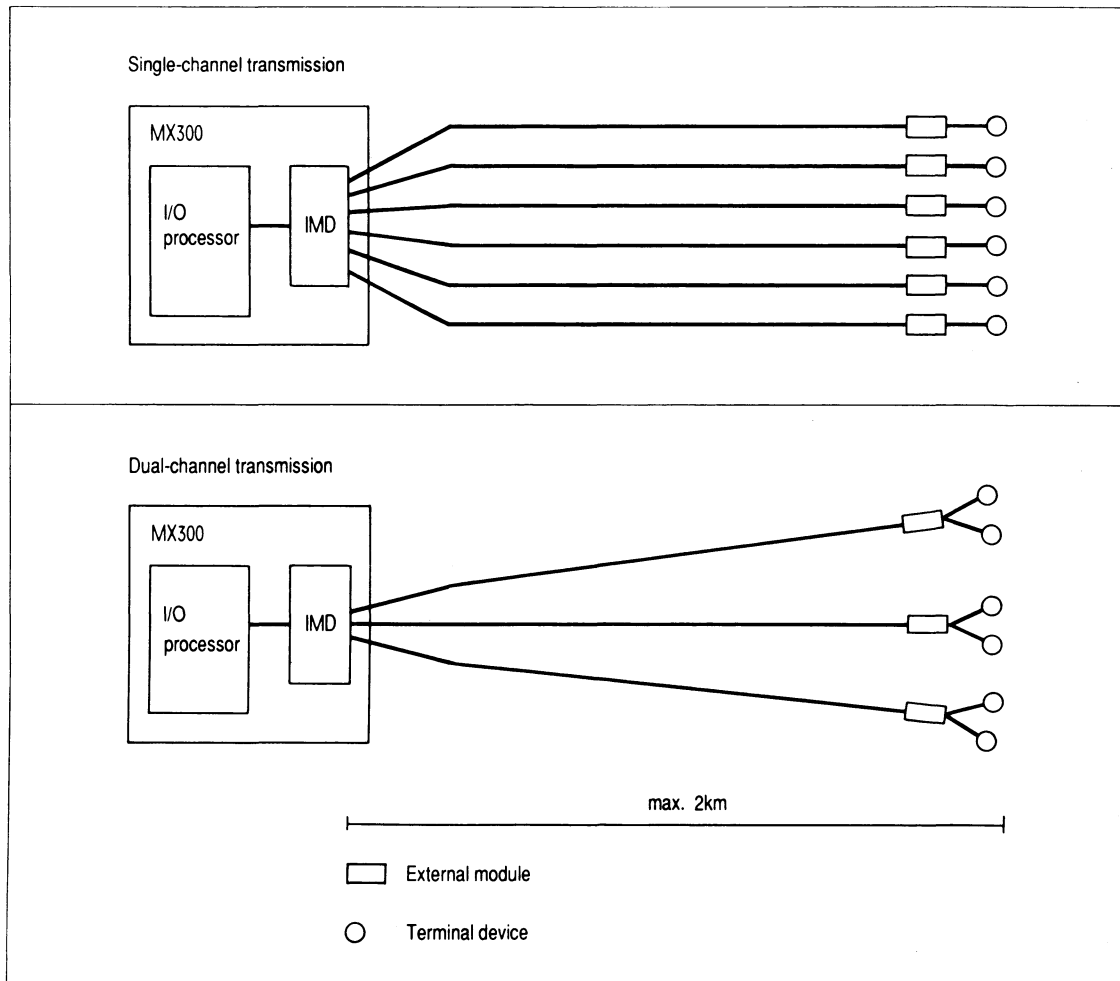 Single-channel transmission
MX300
I/O
processor
IMD
Dual-channel transmission
MX300
I/O
processor
IMD
max. 2km
External module
Terminal device